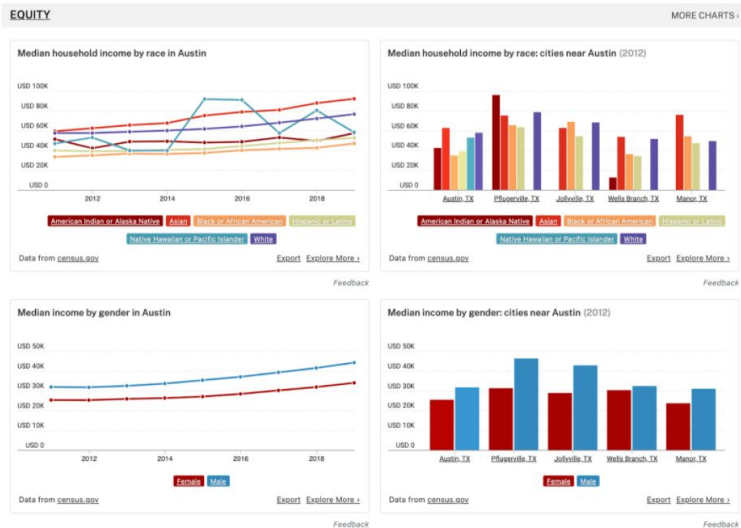 EQUITY
MORE CHARTS ›
Median household income by race in Austin
USD 100K
USD 80K
USD 60K
USD 40K
USD 20K
USD 0
2012 2014 2016 2018
American Indian or Alaska Native Asian Black or African American Hispanic or Latino
Native Hawaiian or Pacific Islander White
Data from census.gov Export Explore More ›
Feedback
Median household income by race: cities near Austin (2012)
USD 100K
USD 80K
USD 60K
USD 40K
USD 20K
USD 0
Austin, TX Pflugerville, TX Jollyville, TX Wells Branch, TX Manor, TX
American Indian or Alaska Native Asian Black or African American Hispanic or Latino
Native Hawaiian or Pacific Islander White
Data from census.gov Export Explore More ›
Feedback
Median income by gender in Austin
USD 50K
USD 40K
USD 30K
USD 20K
USD 10K
USD 0
2012 2014 2016 2018
Female Male
Data from census.gov Export Explore More ›
Feedback
Median income by gender: cities near Austin (2012)
USD 50K
USD 40K
USD 30K
USD 20K
USD 10K
USD 0
Austin, TX Pflugerville, TX Jollyville, TX Wells Branch, TX Manor, TX
Female Male
Data from census.gov Export Explore More ›
Feedback